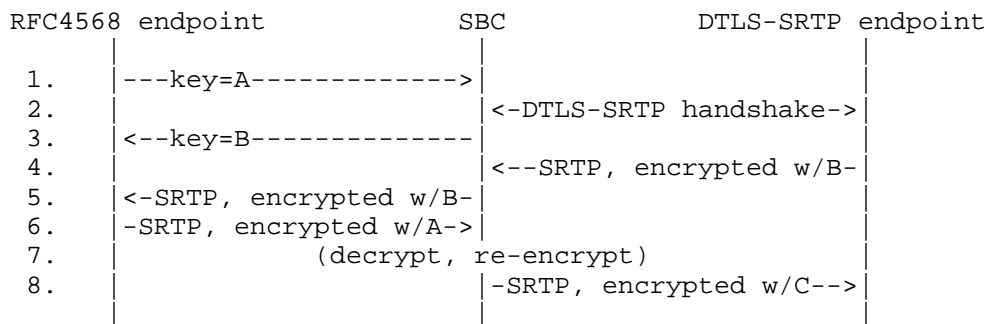 RFC4568 endpoint SBC DTLS-SRTP endpoint
1. |---key=A------------->|
2. |<-DTLS-SRTP handshake->|
3. |<--key=B--------------|
4. |<--SRTP, encrypted w/B-|
5. |<-SRTP, encrypted w/B-|
6. |-SRTP, encrypted w/A->|
7. (decrypt, re-encrypt)
8. |-SRTP, encrypted w/C-->|